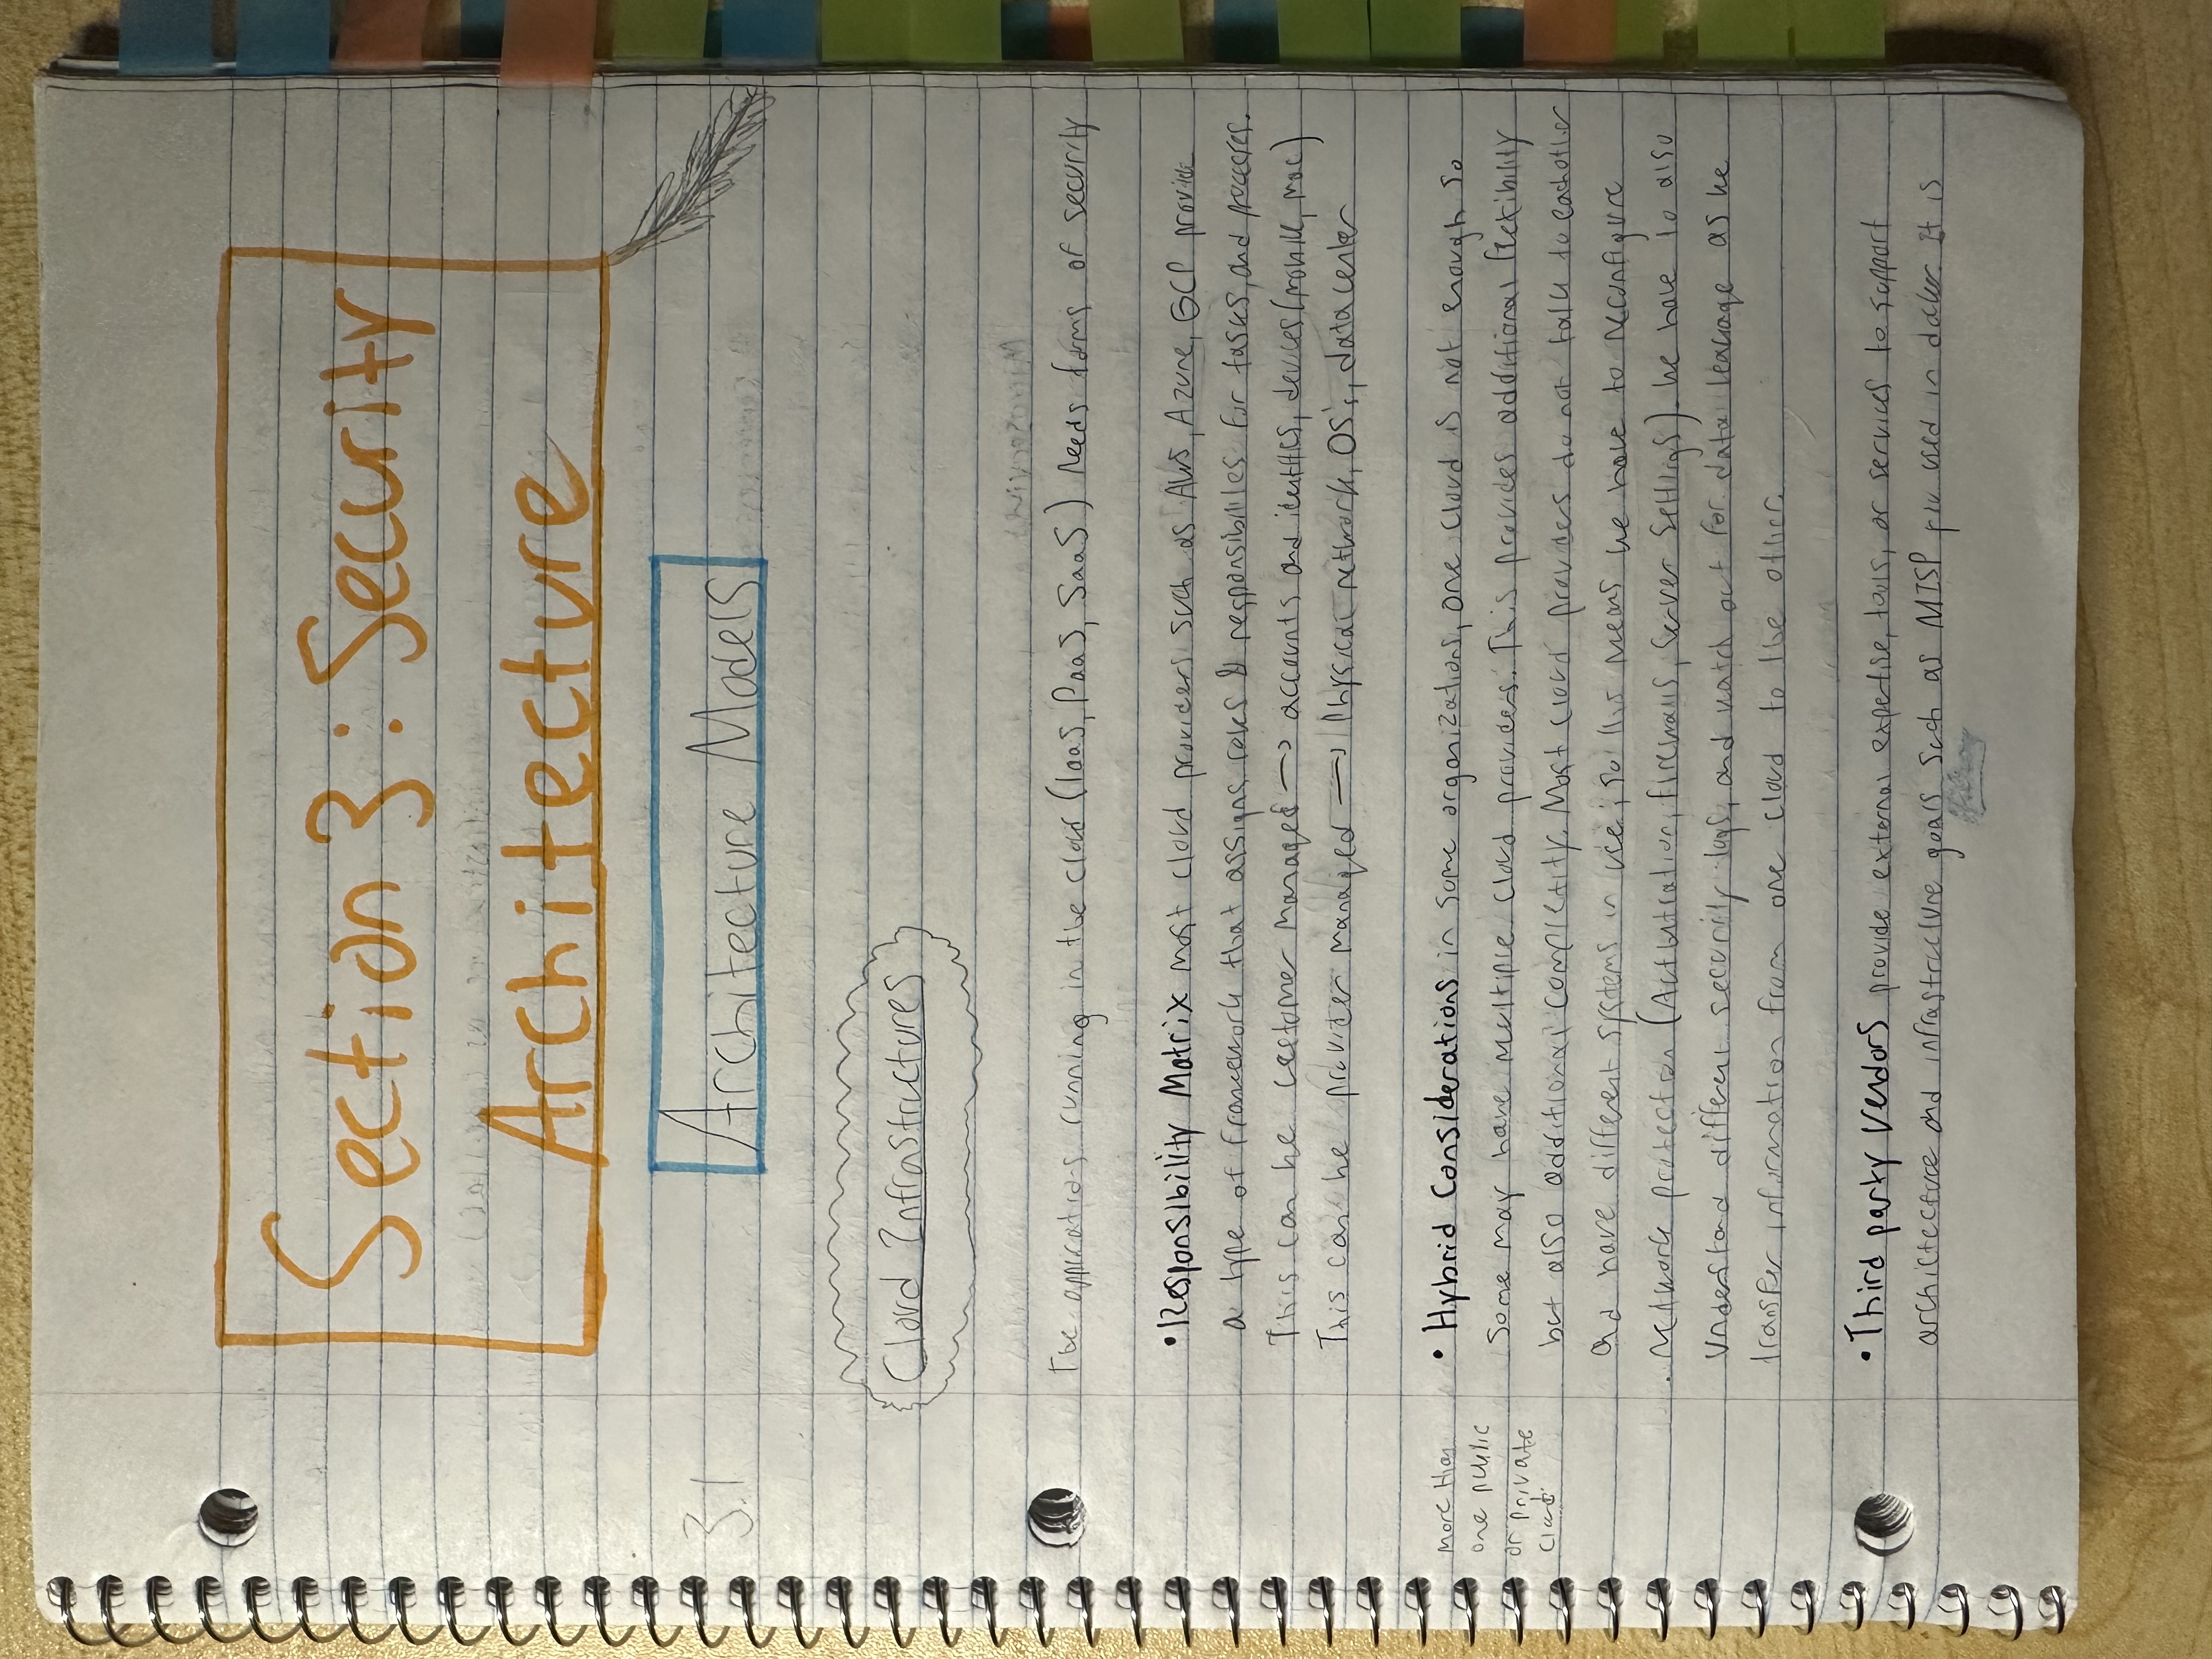 Section 3: Security
Architecture
3.1
Architecture Models
Cloud Infrastructures
The applications running in the cloud (IaaS, PaaS, SaaS) Needs forms of security
• Responsibility Matrix most cloud providers such as AWS, Azure, GCP provide
a type of framework that assigns roles & responsibilities for tasks, and processes.
This can be customer managed → accounts and identities, devices (mobile, mac)
This can be provider managed → Physical network, OS's, datacenter
more than
one public
or private
cloud
• Hybrid Considerations in some organizations, one cloud is not enough so
some may have multiple cloud providers. This provides additional flexibility
but also additional complexity. Most cloud providers do not talk to eachother
and have different systems in use; so this means we have to reconfigure
network protection (Authentication, firewalls, Server Settings). We have to also
understand different security logs, and watch out for data leakage as we
transfer information from one cloud to the other.
• Third party Vendors provide external expertise, tools, or services to support
architecture and infrastructure goals such as MISP used in docker. It is